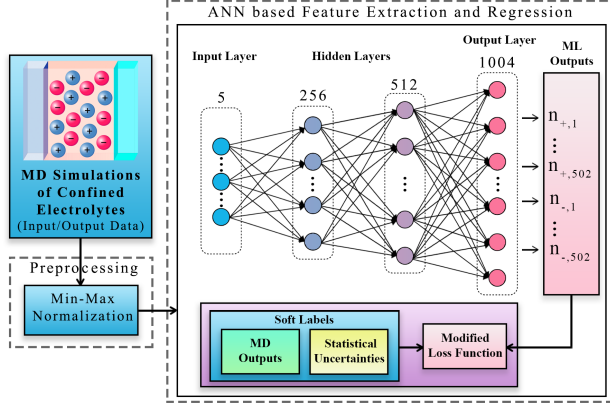 ANN based Feature Extraction and Regression
Input Layer
Hidden Layers
Output Layer
ML
Outputs
5
256
512
1004
MD Simulations
of Confined
Electrolytes
(Input/Output Data)
n+,1
...
n+,502
n-,1
...
n-,502
Preprocessing
Min-Max
Normalization
Soft Labels
MD
Outputs
Statistical
Uncertainties
Modified
Loss Function